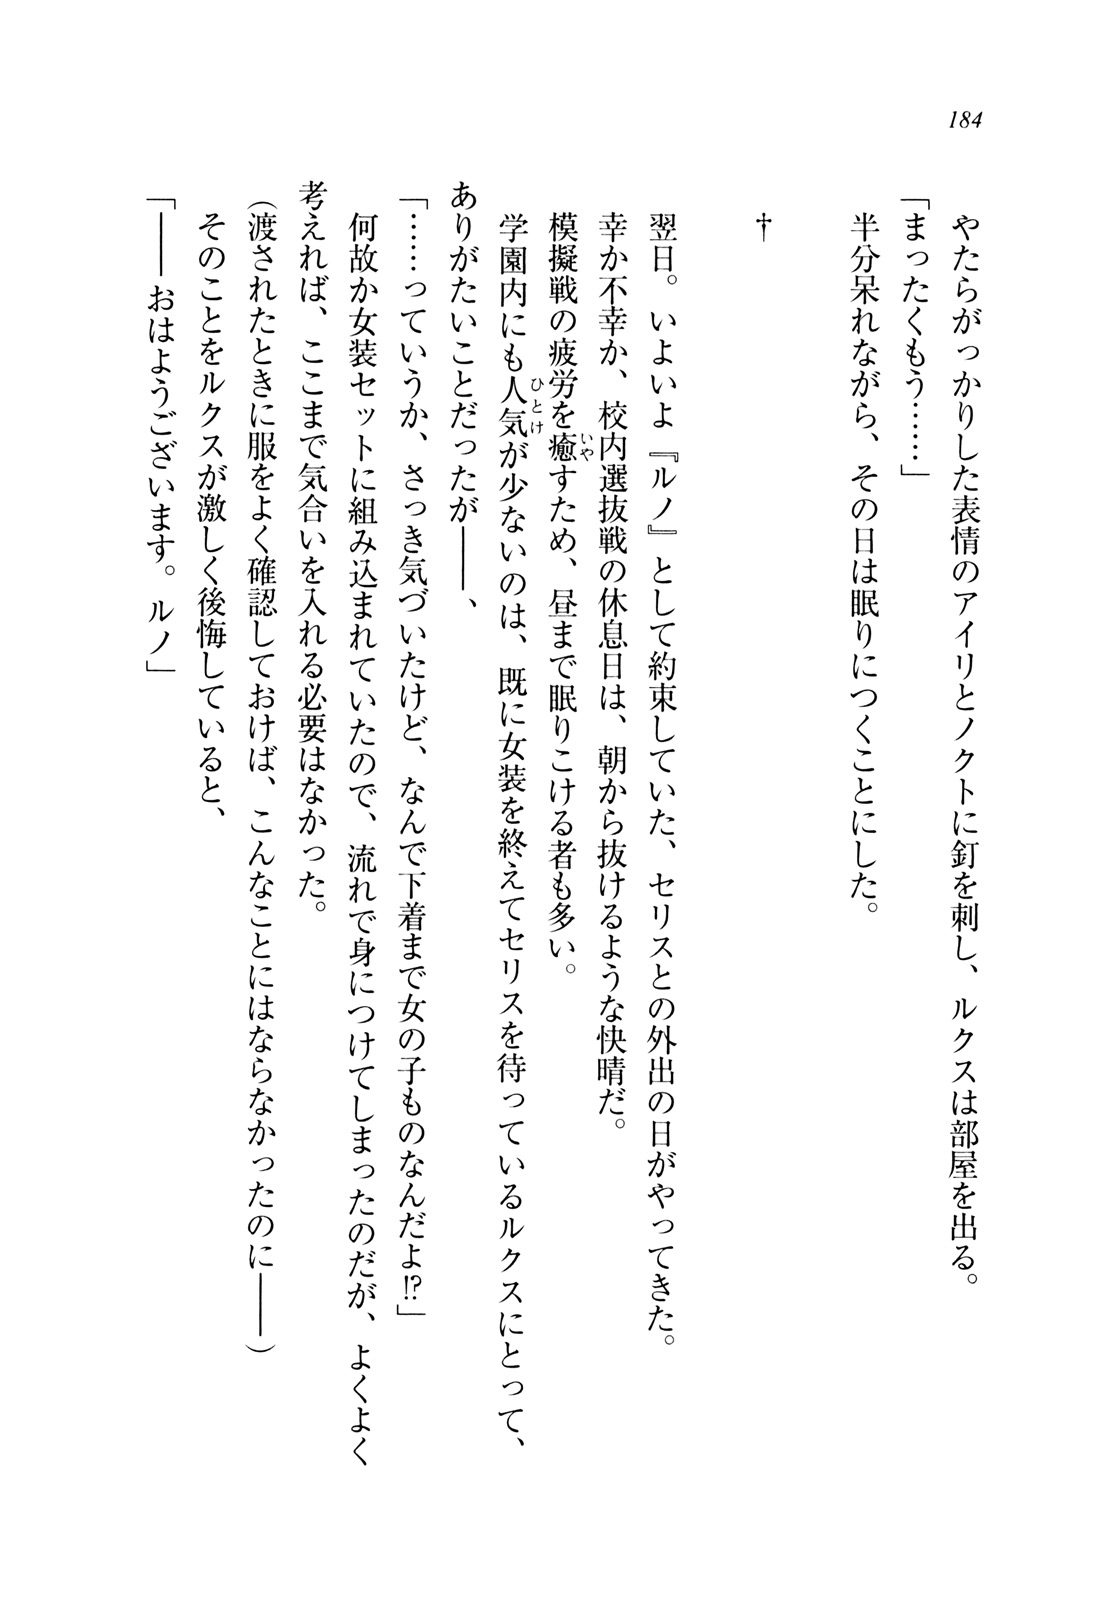 184
やたらがっかりした表情のアイリとノクトに釘を刺し、ルクスは部屋を出る。
「まったくもう……」
半分呆れながら、その日は眠りにつくことにした。
†
翌日。いよいよ『ルノ』として約束していた、セリスとの外出の日がやってきた。
幸か不幸か、校内選抜戦の休息日は、朝から抜けるような快晴だ。
模擬戦の疲労を癒すため、昼まで眠りこける者も多い。
学園内にも人気が少ないのは、既に女装を終えてセリスを待っているルクスにとって、
ありがたいことだったが――、
「……っていうか、さっき気づいたけど、なんで下着まで女の子ものなんだよ!?」
何故か女装セットに組み込まれていたので、流れで身につけてしまったのだが、よくよく
考えれば、ここまで気合いを入れる必要はなかった。
（渡されたときに服をよく確認しておけば、こんなことにはならなかったのに――）
そのことをルクスが激しく後悔していると、
「――おはようございます。ルノ」